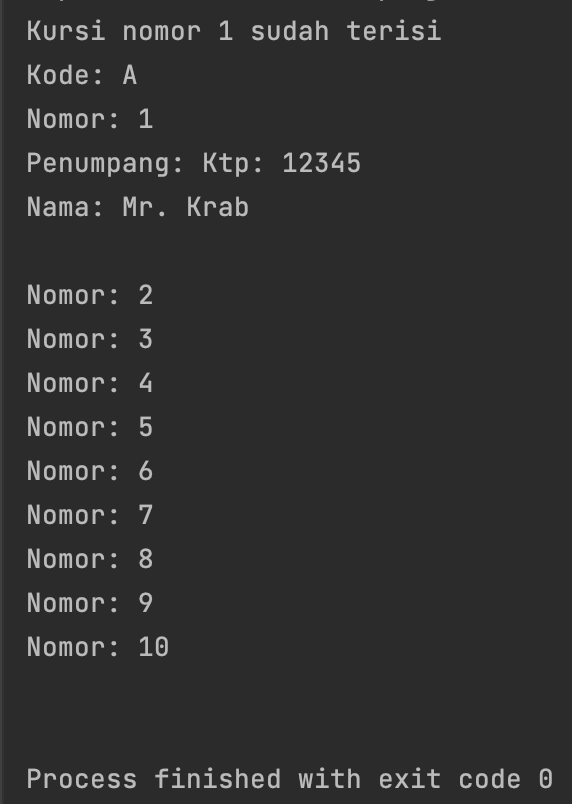 Kursi nomor 1 sudah terisi
Kode: A
Nomor: 1
Penumpang: Ktp: 12345
Nama: Mr. Krab
Nomor: 2
Nomor: 3
Nomor: 4
Nomor: 5
Nomor: 6
Nomor: 7
Nomor: 8
Nomor: 9
Nomor: 10
Process finished with exit code 0